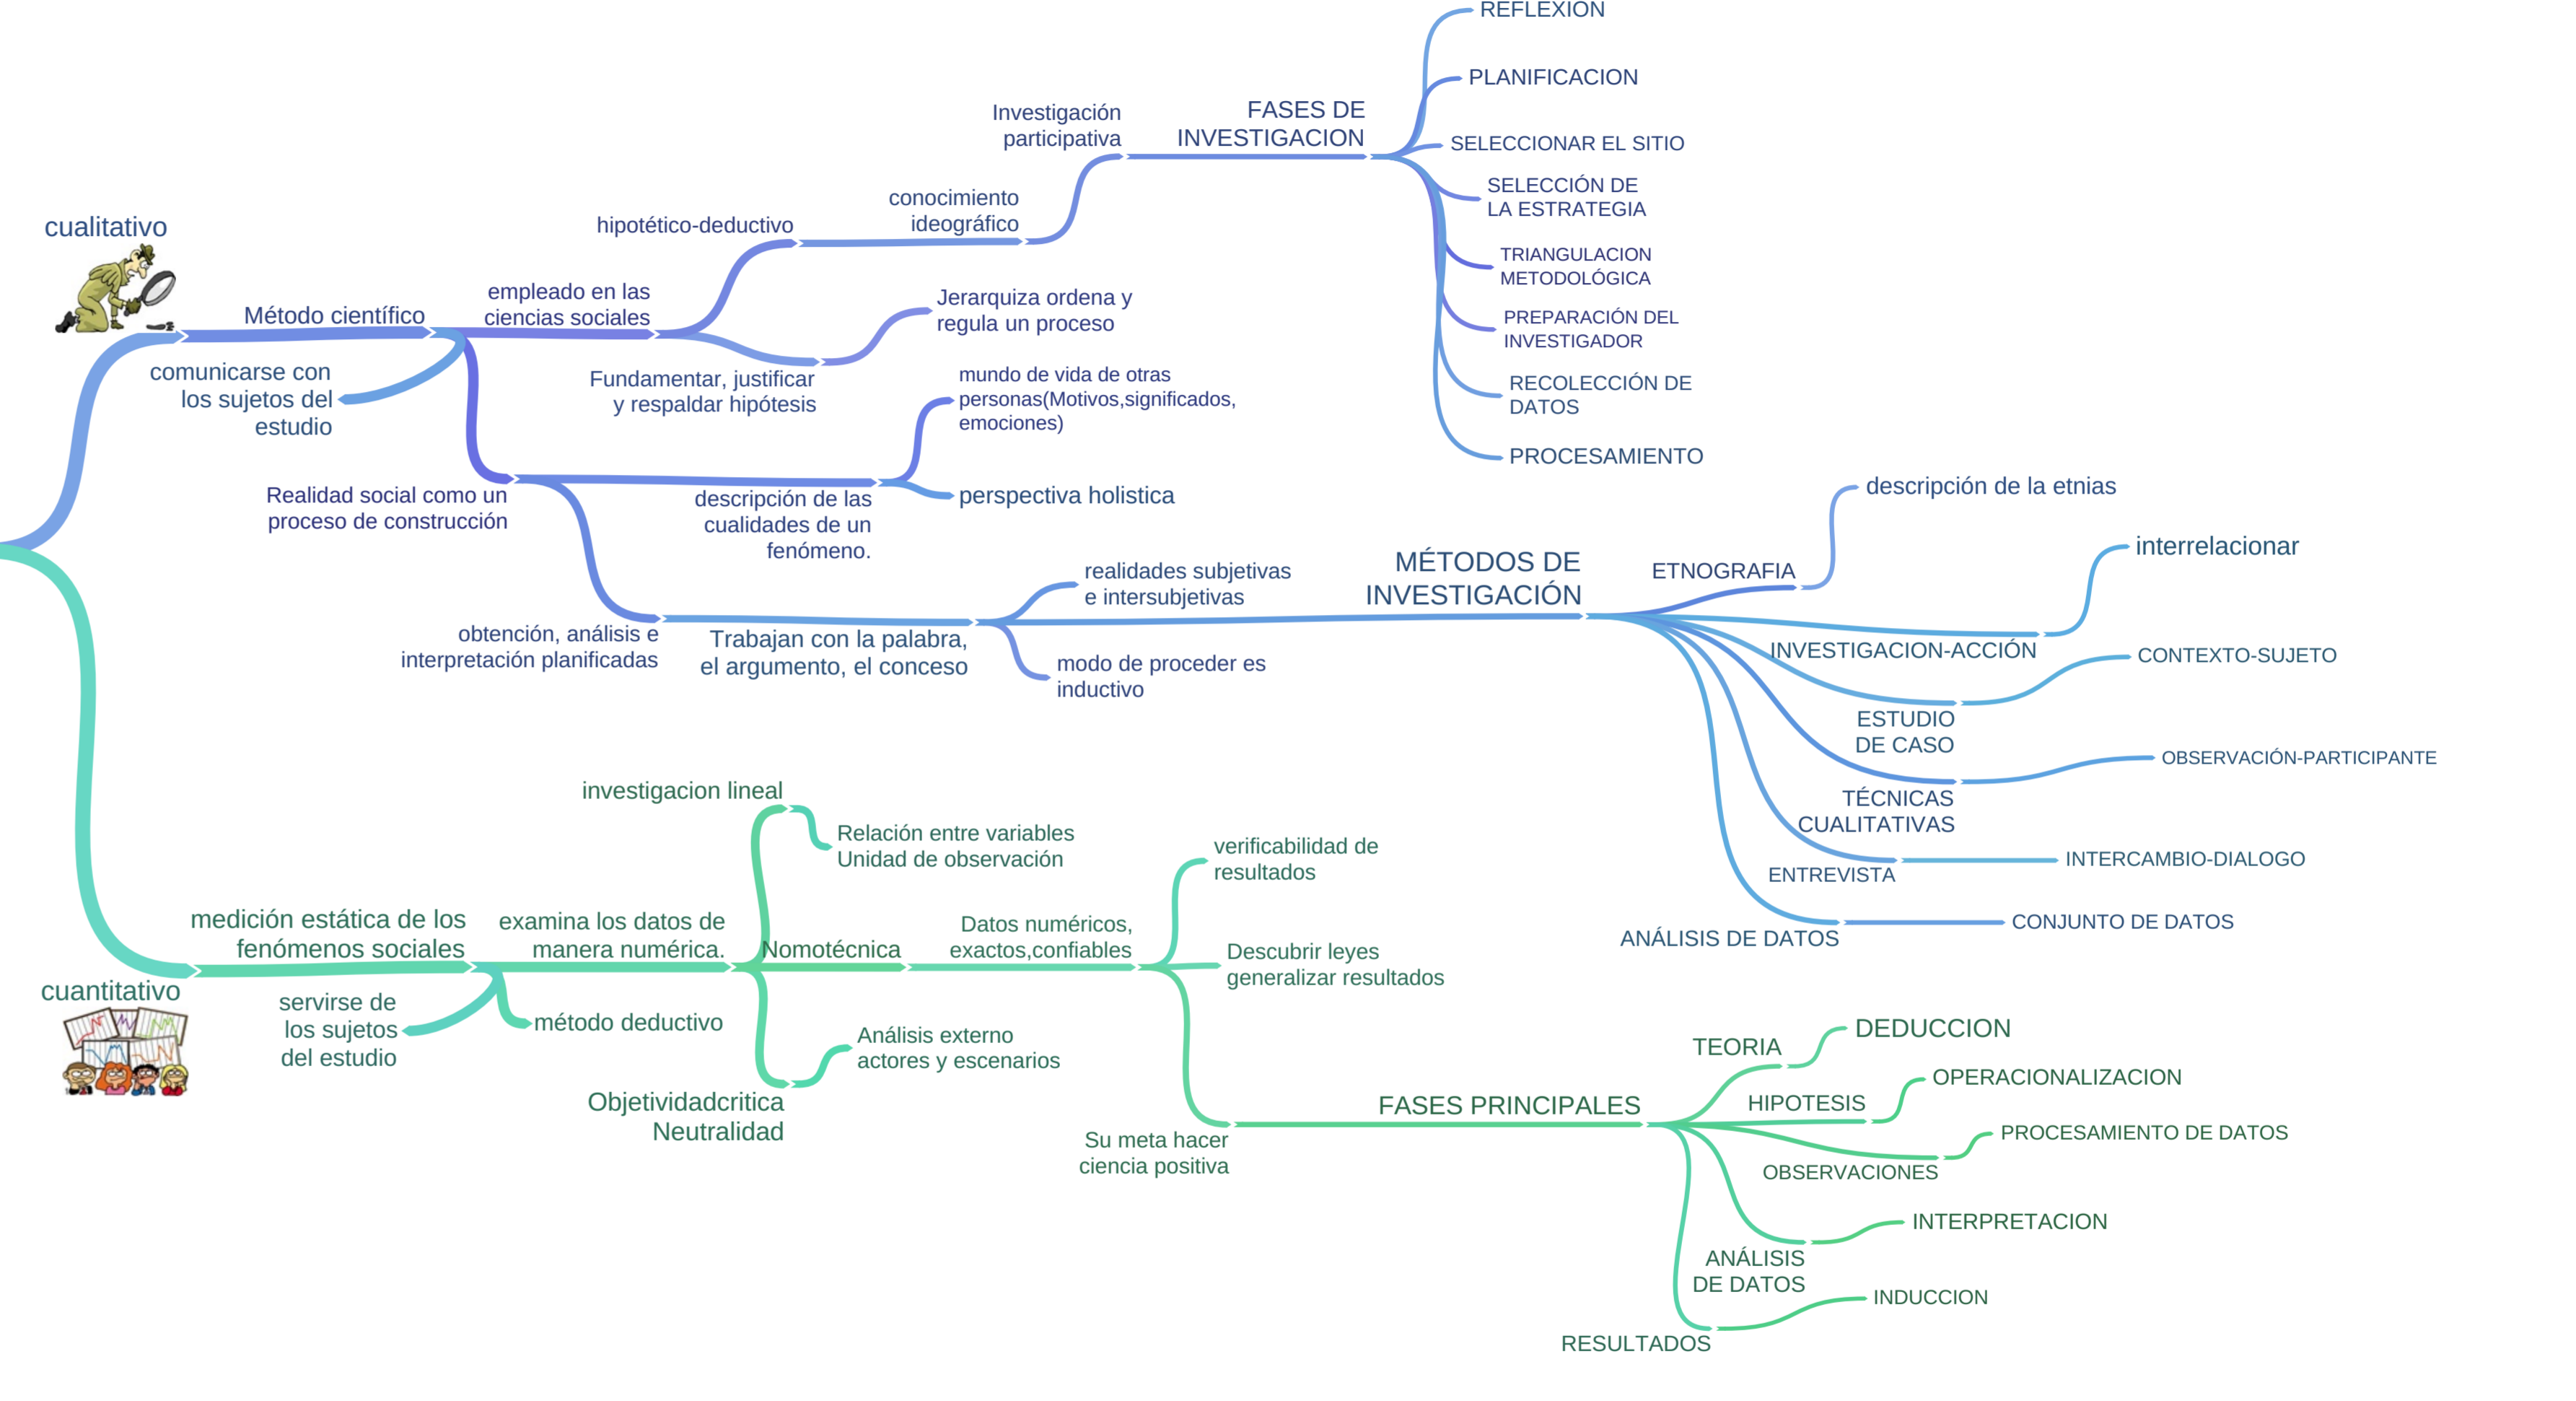 REFLEXIÓN
PLANIFICACION
SELECCIONAR EL SITIO
SELECCIÓN DE
LA ESTRATEGIA
TRIANGULACION
METODOLÓGICA
PREPARACIÓN DEL
INVESTIGADOR
RECOLECCIÓN DE
DATOS
PROCESAMIENTO
FASES DE
INVESTIGACION
Investigación
participativa
conocimiento
ideográfico
hipotético-deductivo
cualitativo
Método científico
empleado en las
ciencias sociales
Jerarquiza ordena y
regula un proceso
Fundamentar, justificar
y respaldar hipótesis
comunicarse con
los sujetos del
estudio
mundo de vida de otras
personas(Motivos,significados,
emociones)
perspectiva holistica
Realidad social como un
proceso de construcción
descripción de las
cualidades de un
fenómeno.
obtención, análisis e
interpretación planificadas
Trabajan con la palabra,
el argumento, el conceso
realidades subjetivas
e intersubjetivas
modo de proceder es
inductivo
MÉTODOS DE
INVESTIGACIÓN
ETNOGRAFIA
descripción de la etnias
INVESTIGACION-ACCIÓN
interrelacionar
ESTUDIO
DE CASO
CONTEXTO-SUJETO
TÉCNICAS
CUALITATIVAS
OBSERVACIÓN-PARTICIPANTE
ENTREVISTA
INTERCAMBIO-DIALOGO
ANÁLISIS DE DATOS
CONJUNTO DE DATOS
investigacion lineal
Relación entre variables
Unidad de observación
cuantitativo
medición estática de los
fenómenos sociales
servirse de
los sujetos
del estudio
examina los datos de
manera numérica.
método deductivo
Nomotécnica
Datos numéricos,
exactos,confiables
verificabilidad de
resultados
Descubrir leyes
generalizar resultados
Análisis externo
actores y escenarios
Objetividadcritica
Neutralidad
Su meta hacer
ciencia positiva
FASES PRINCIPALES
TEORIA
DEDUCCION
HIPOTESIS
OPERACIONALIZACION
OBSERVACIONES
PROCESAMIENTO DE DATOS
ANÁLISIS
DE DATOS
INTERPRETACION
RESULTADOS
INDUCCION